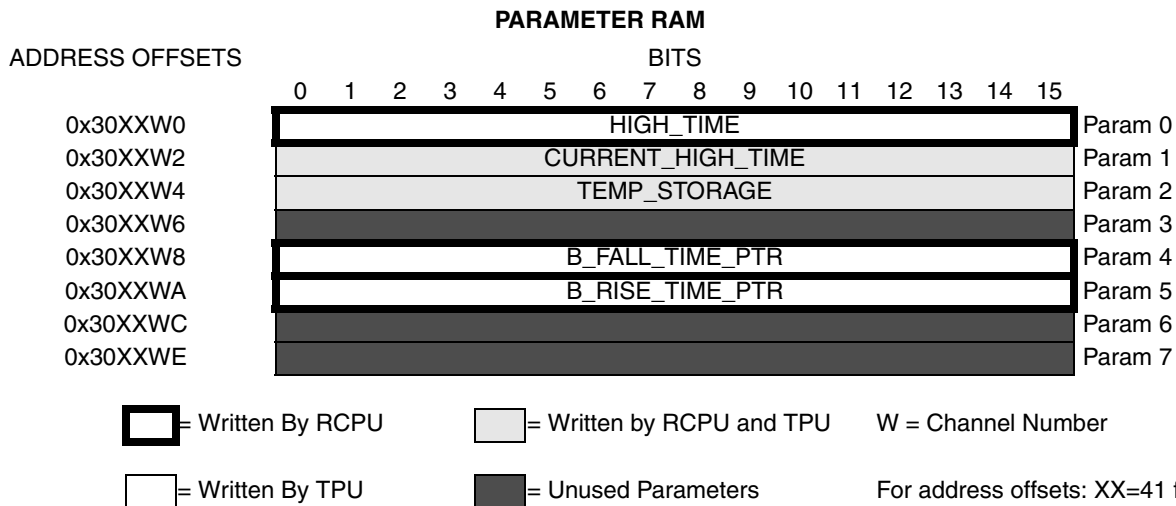 PARAMETER RAM
ADDRESS OFFSETS BITS
0 1 2 3 4 5 6 7 8 9 10 11 12 13 14 15
0x30XXW0 HIGH_TIME Param 0
0x30XXW2 CURRENT_HIGH_TIME Param 1
0x30XXW4 TEMP_STORAGE Param 2
0x30XXW6 Param 3
0x30XXW8 B_FALL_TIME_PTR Param 4
0x30XXWA B_RISE_TIME_PTR Param 5
0x30XXWC Param 6
0x30XXWE Param 7
= Written By RCPU = Written by RCPU and TPU W = Channel Number
= Written By TPU = Unused Parameters For address offsets: XX=41